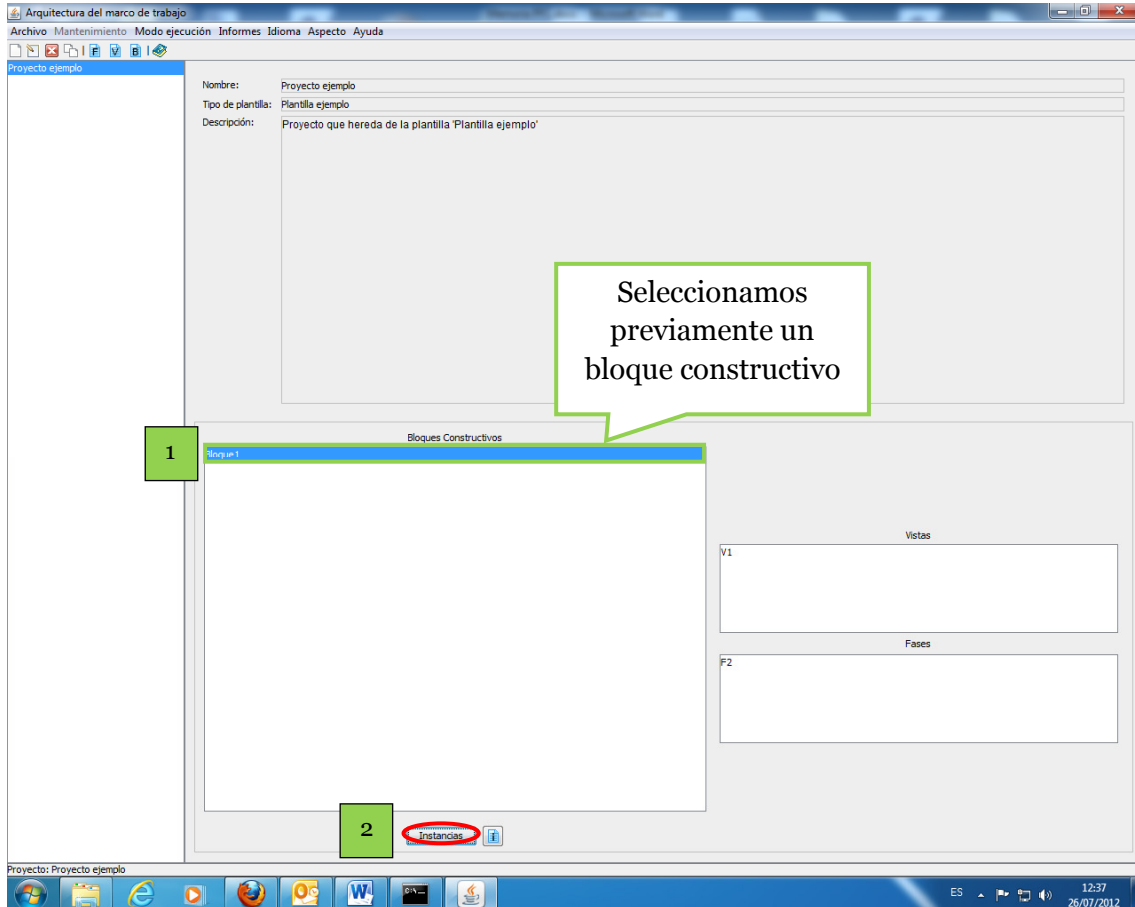 Arquitectura del marco de trabajo
Archivo Mantenimiento Modo ejecución Informes Idioma Aspecto Ayuda
F V B
Proyecto ejemplo
Nombre: Proyecto ejemplo
Tipo de plantilla: Plantilla ejemplo
Descripción: Proyecto que hereda de la plantilla 'Plantilla ejemplo'
Seleccionamos
previamente un
bloque constructivo
Bloques Constructivos
1
Bloque1
Vistas
V1
Fases
F2
2
Instancias
Proyecto: Proyecto ejemplo
ES
12:37
26/07/2012